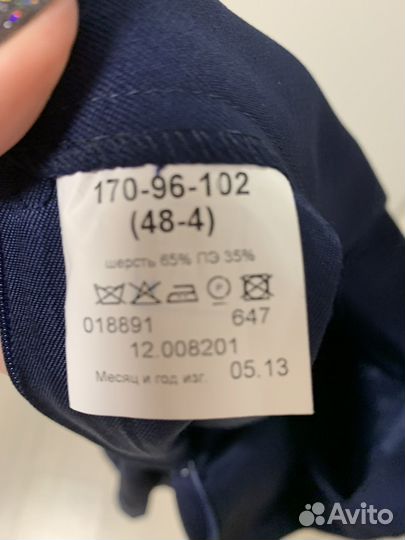 170-96-102
(48-4)
шерсть 65% ПЭ 35%
018891 647
12.008201
Месяц и год изг. 05.13
Avito